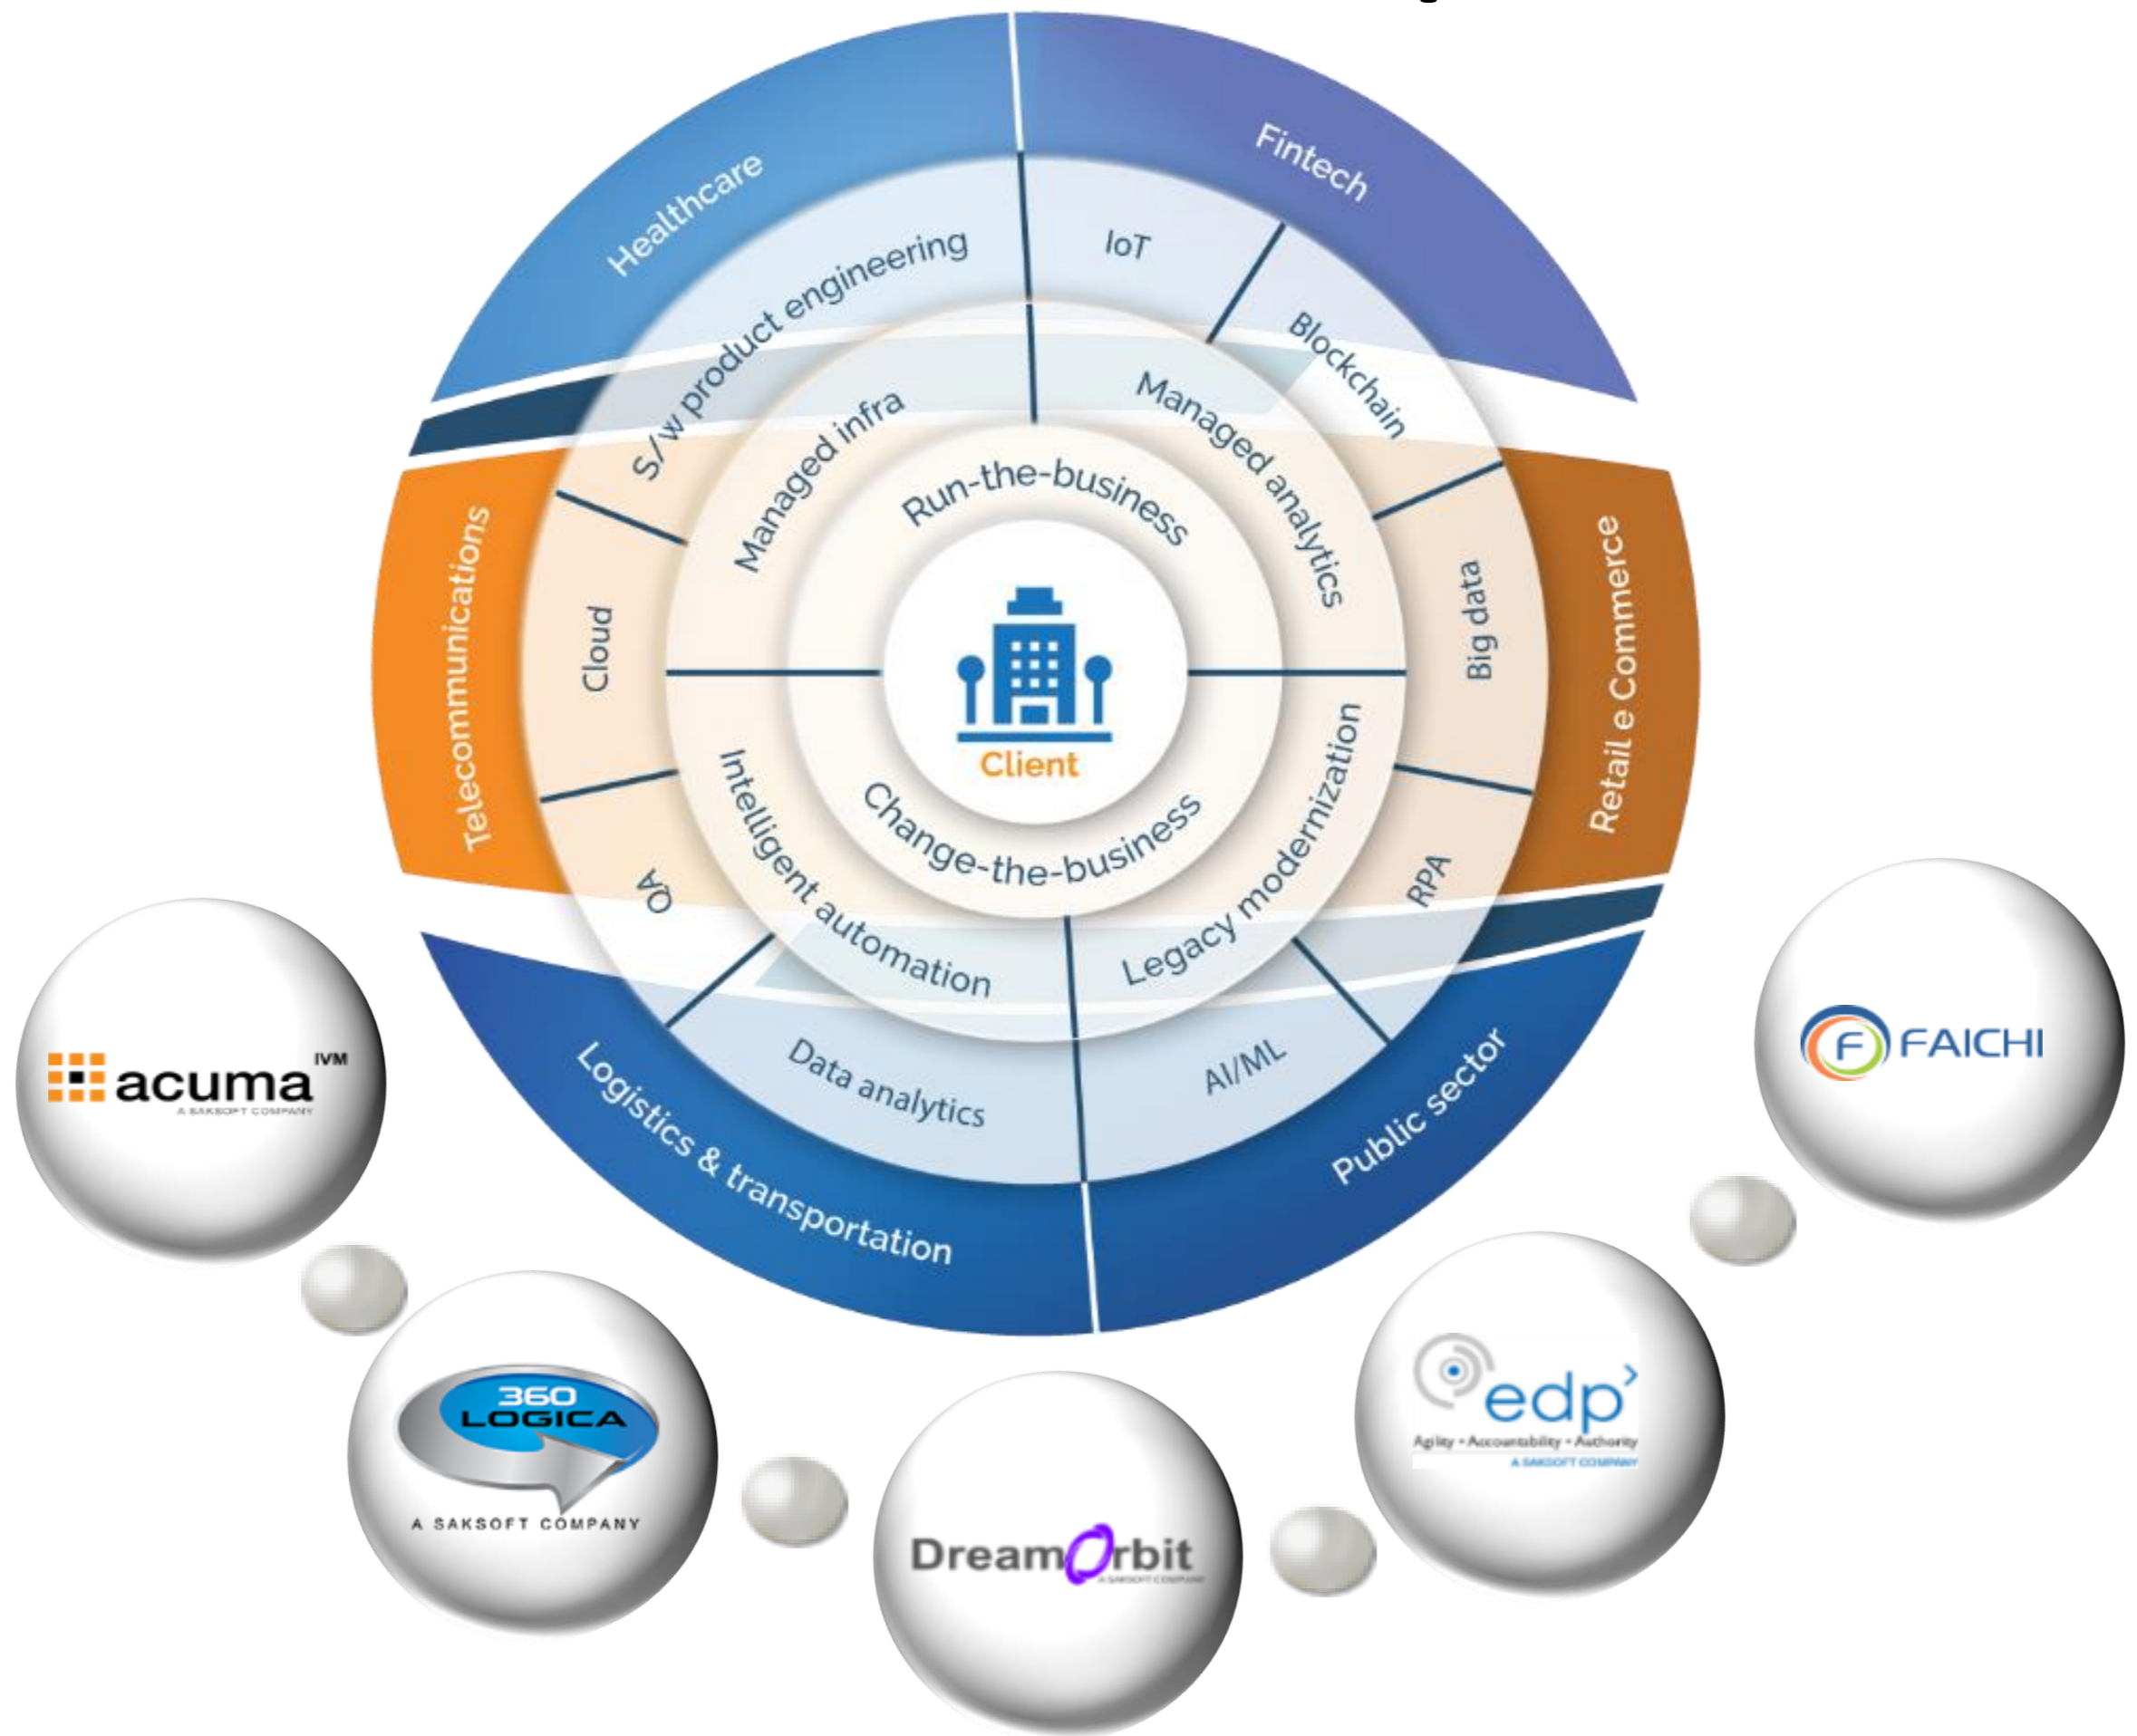 Healthcare
Fintech
S/w product engineering
IoT
Blockchain
Managed infra
Managed analytics
Run-the-business
Telecommunications
Cloud
Client
Big data
Retail e Commerce
Change-the-business
Intelligent automation
Legacy modernization
QA
RPA
Data analytics
AI/ML
Logistics & transportation
Public sector
acuma IVM
A SAKSOFT COMPANY
FAICHI
F
360
LOGICA
A SAKSOFT COMPANY
edp
Agility • Accountability • Authority
A SAKSOFT COMPANY
DreamOrbit
A SAKSOFT COMPANY